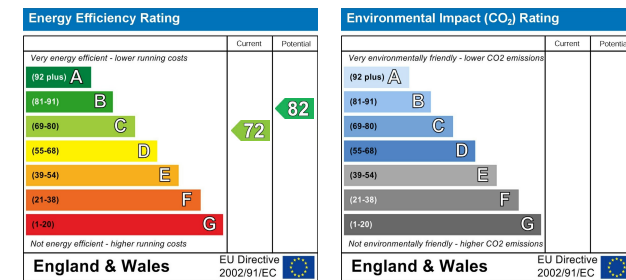 Energy Efficiency Rating
Current Potential
Very energy efficient - lower running costs
(92 plus) A
(81-91) B
(69-80) C
(55-68) D
(39-54) E
(21-38) F
(1-20) G
72
82
Not energy efficient - higher running costs
England & Wales
EU Directive
2002/91/EC
Environmental Impact (CO₂) Rating
Current Potential
Very environmentally friendly - lower CO2 emissions
(92 plus) A
(81-91) B
(69-80) C
(55-68) D
(39-54) E
(21-38) F
(1-20) G
Not environmentally friendly - higher CO2 emissions
England & Wales
EU Directive
2002/91/EC